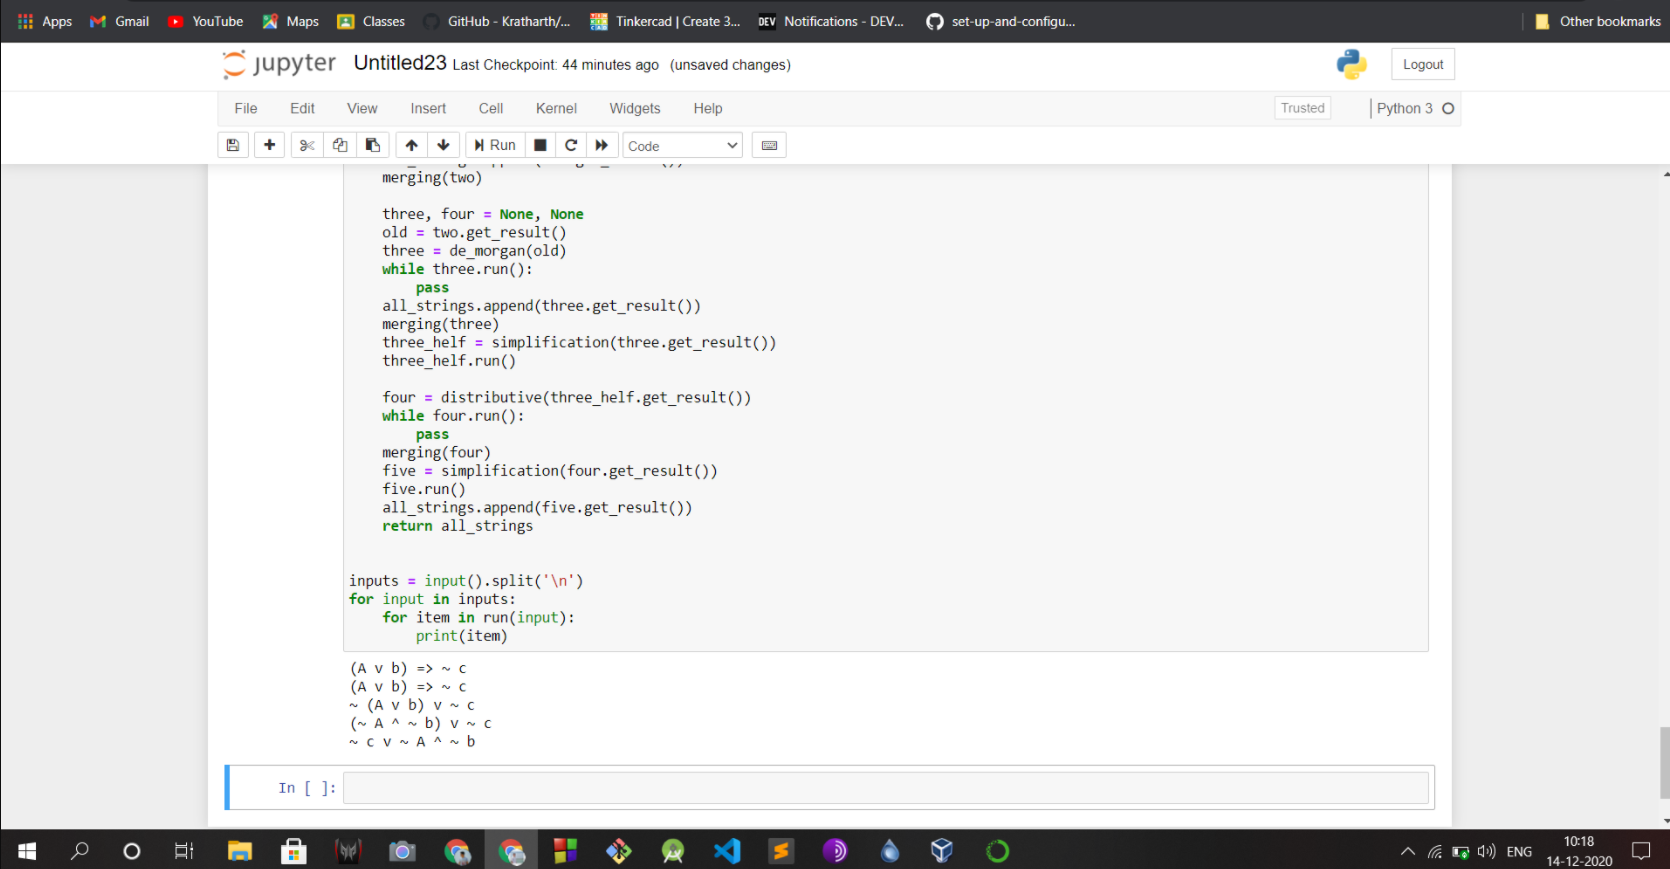 Apps Gmail YouTube Maps Classes GitHub - Kratharth/... Tinkercad | Create 3... DEV Notifications - DEV... set-up-and-configu... Other bookmarks
jupyter Untitled23 Last Checkpoint: 44 minutes ago (unsaved changes) Logout
File Edit View Insert Cell Kernel Widgets Help Trusted Python 3
Run Code
    merging(two)
    three, four = None, None
    old = two.get_result()
    three = de_morgan(old)
    while three.run():
        pass
    all_strings.append(three.get_result())
    merging(three)
    three_helf = simplification(three.get_result())
    three_helf.run()
    four = distributive(three_helf.get_result())
    while four.run():
        pass
    merging(four)
    five = simplification(four.get_result())
    five.run()
    all_strings.append(five.get_result())
    return all_strings
inputs = input().split('\n')
for input in inputs:
    for item in run(input):
        print(item)
(A v b) => ~ c
(A v b) => ~ c
~ (A v b) v ~ c
(~ A ^ ~ b) v ~ c
~ c v ~ A ^ ~ b
In [ ]:
ENG 10:18
14-12-2020